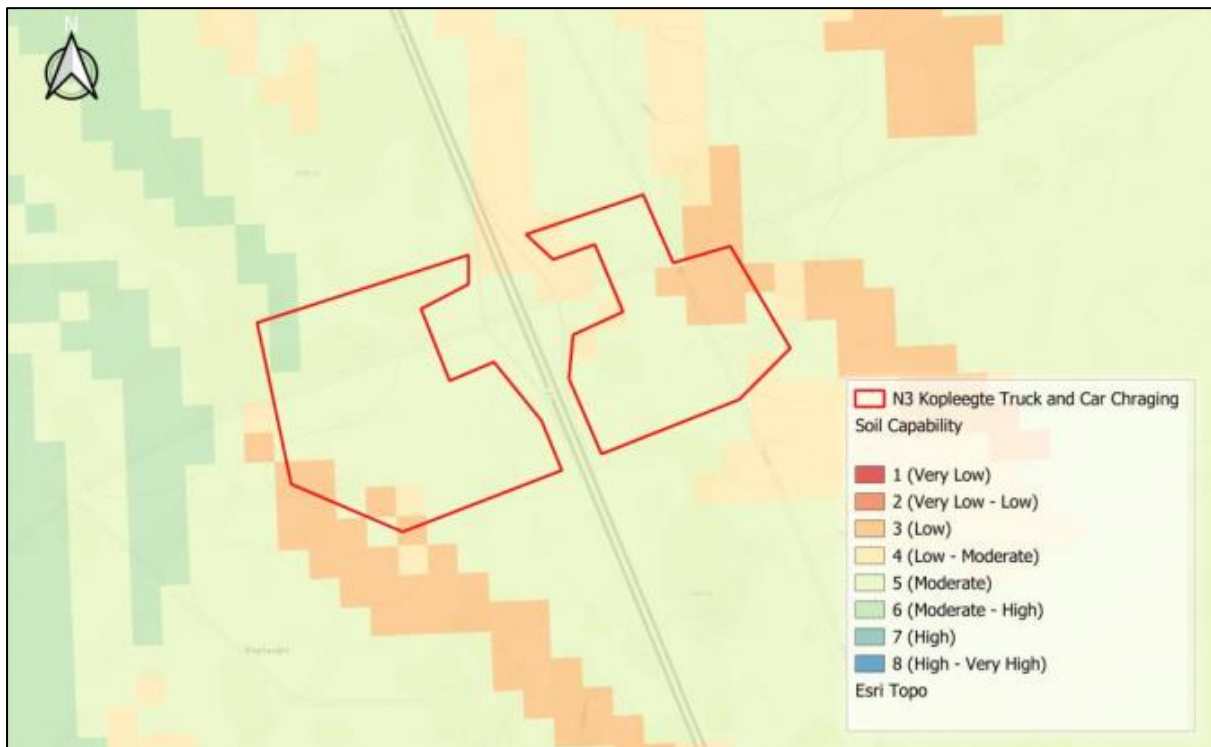 N
N3 Kopleegte Truck and Car Chraging
Soil Capability
1 (Very Low)
2 (Very Low - Low)
3 (Low)
4 (Low - Moderate)
5 (Moderate)
6 (Moderate - High)
7 (High)
8 (High - Very High)
Esri Topo